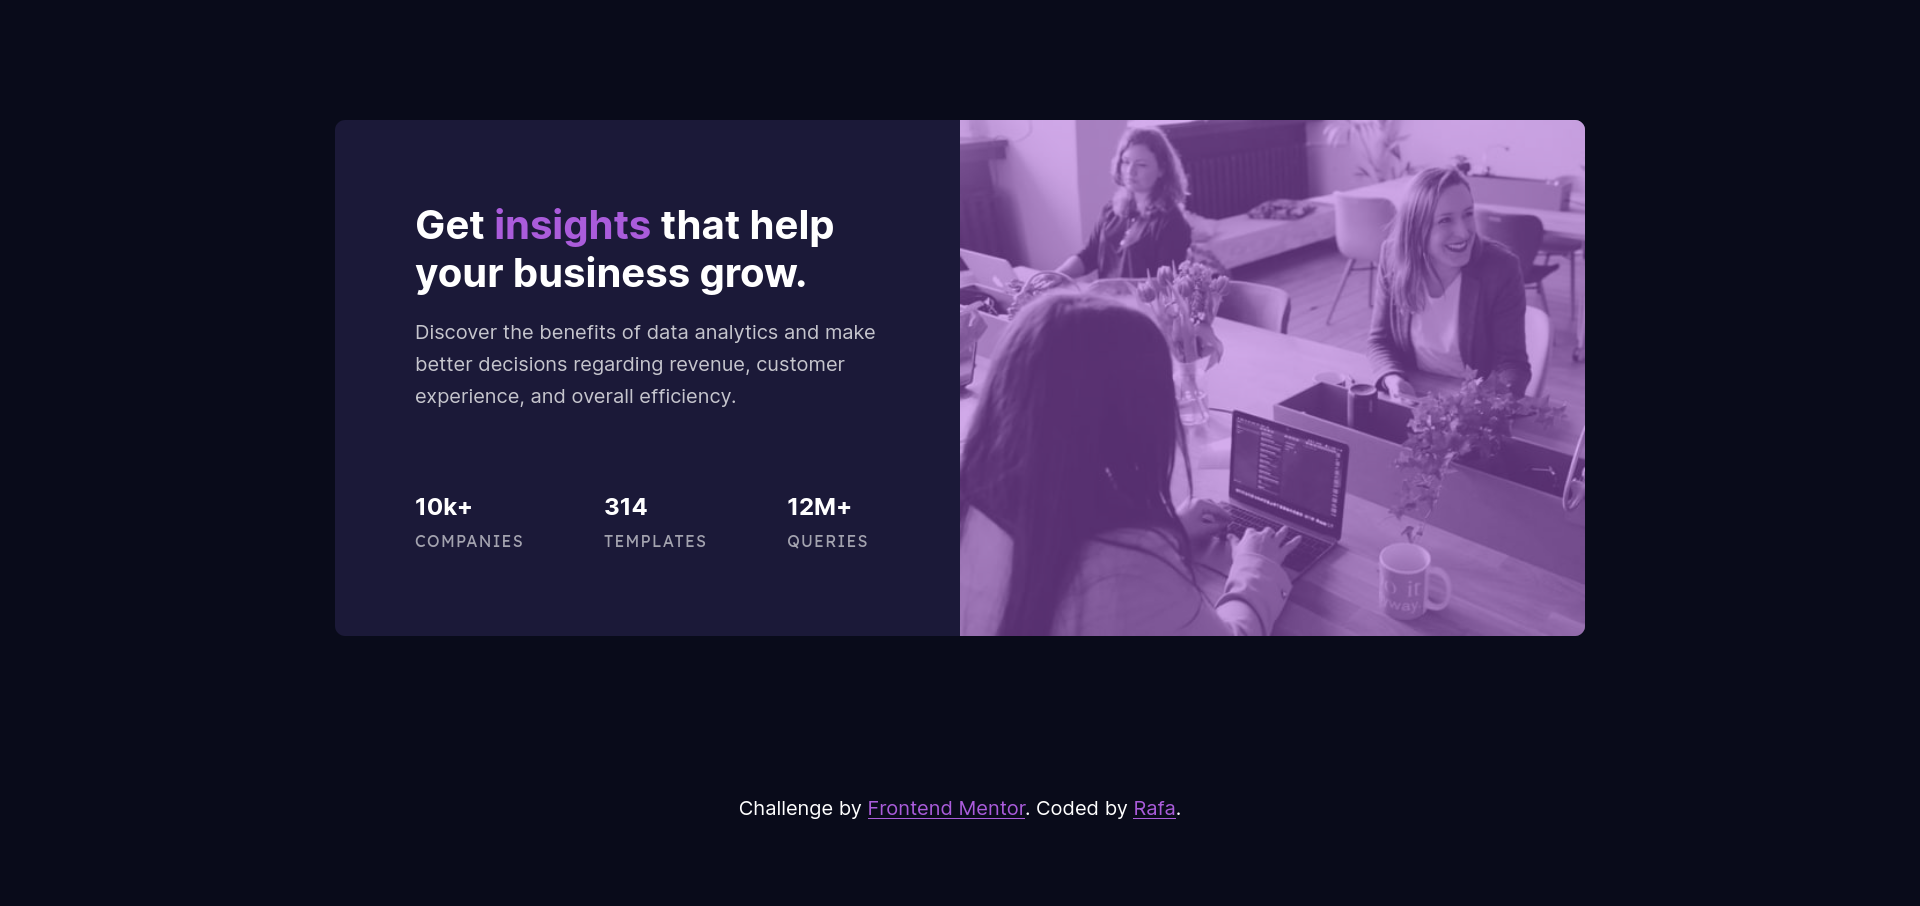 Get insights that help
your business grow.
Discover the benefits of data analytics and make
better decisions regarding revenue, customer
experience, and overall efficiency.
10k+ 314 12M+
COMPANIES TEMPLATES QUERIES
Challenge by Frontend Mentor. Coded by Rafa.